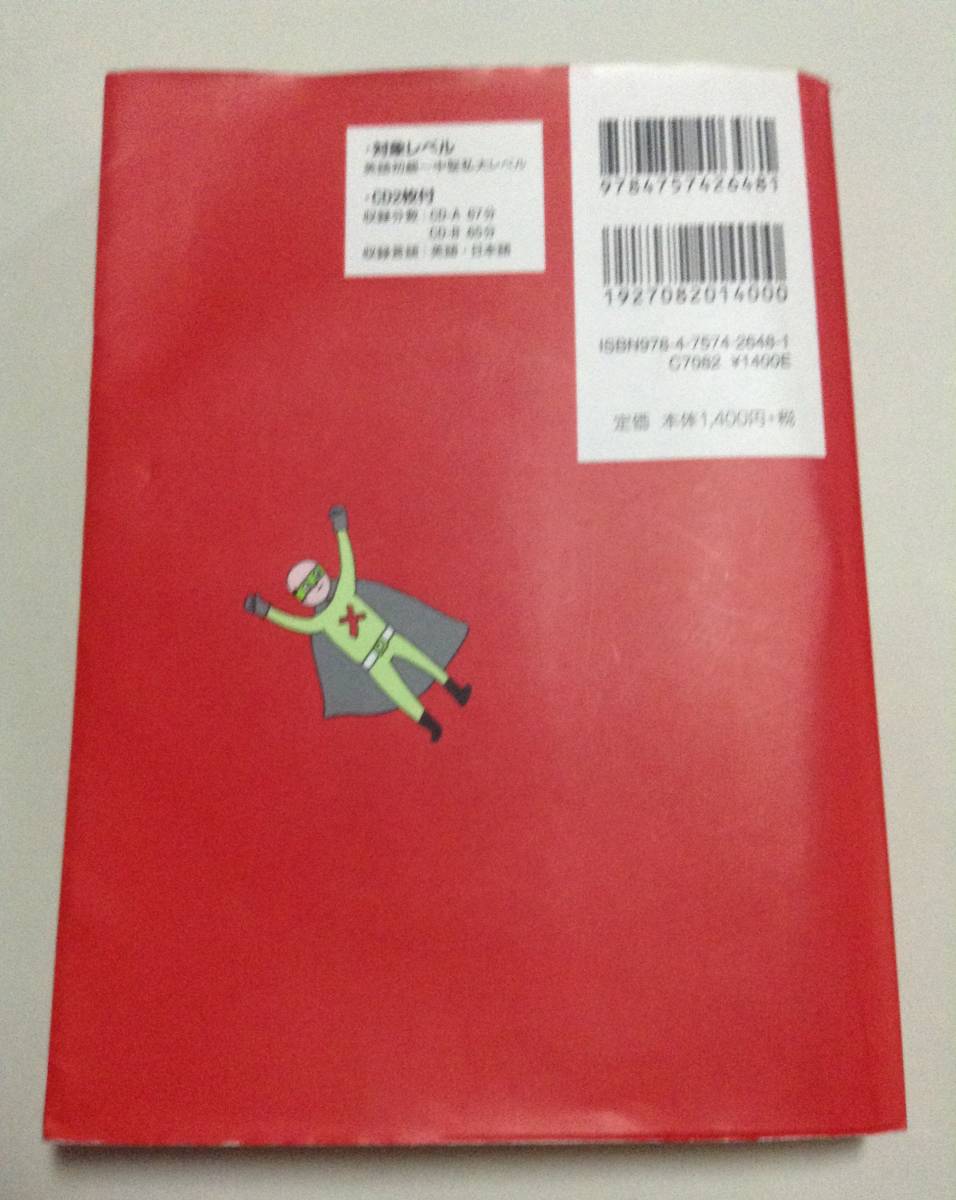 ・対象レベル
英語初級〜中堅私大レベル
・CD2枚付
収録分数：CD-A 67分
CD-B 65分
収録言語：英語・日本語
9784757426481
1927082014000
ISBN978-4-7574-2648-1
C7082 ¥1400E
定価 本体1,400円+税
X